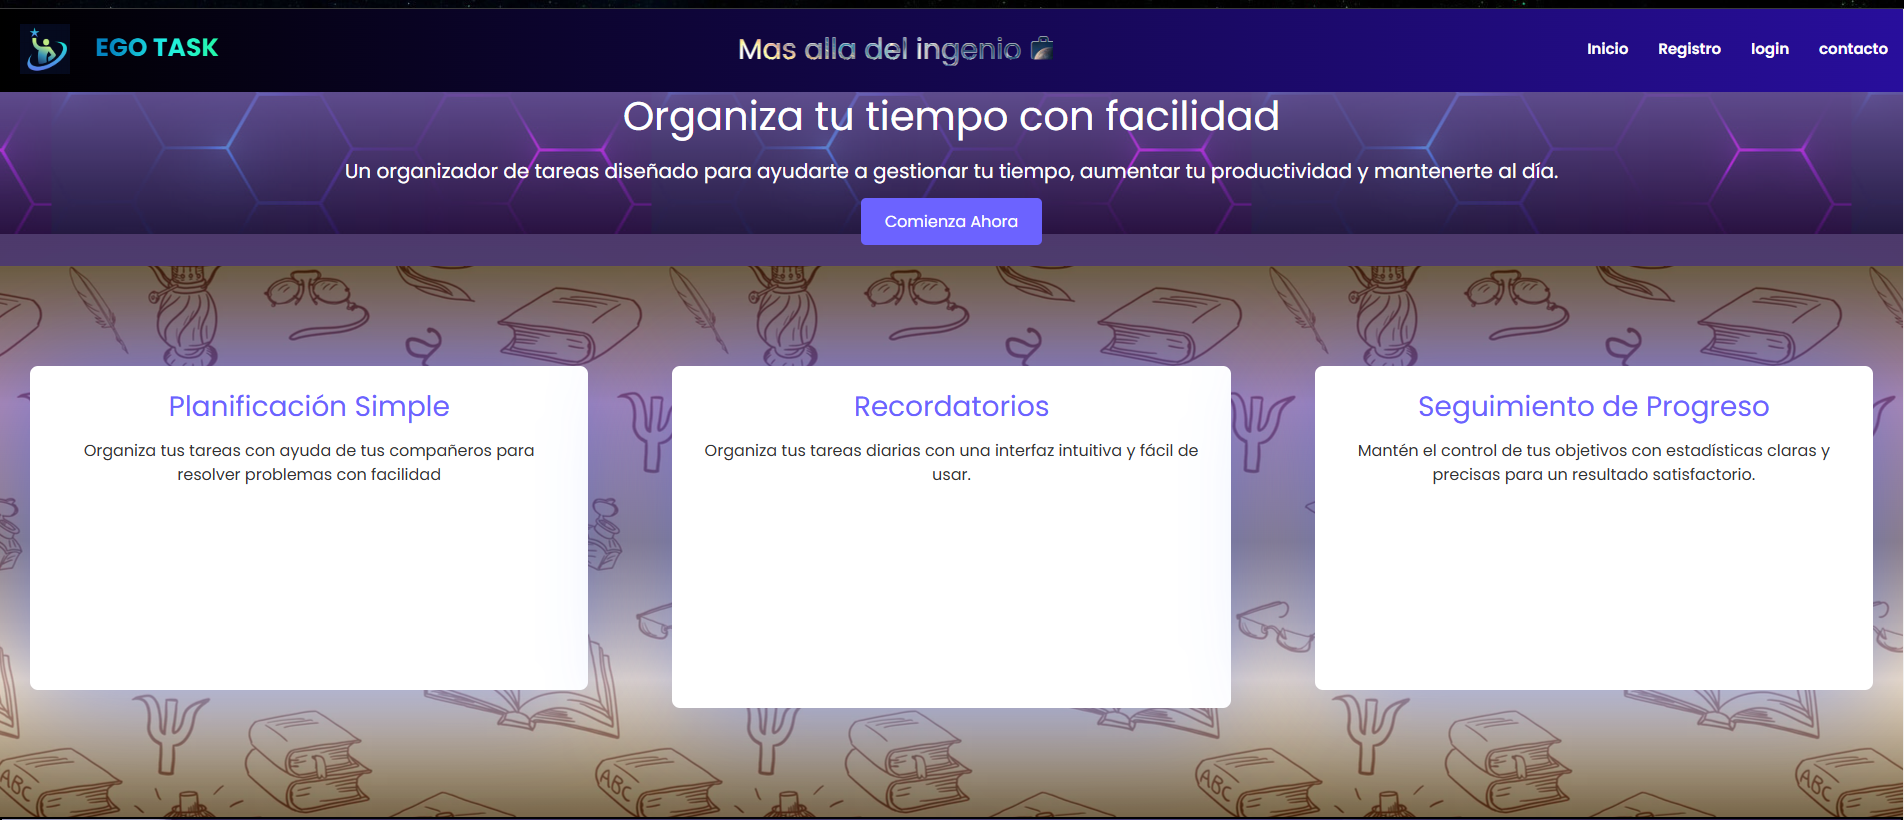 EGO TASK
Mas alla del ingenio
Inicio Registro login contacto
Organiza tu tiempo con facilidad
Un organizador de tareas diseñado para ayudarte a gestionar tu tiempo, aumentar tu productividad y mantenerte al día.
Comienza Ahora
Planificación Simple
Organiza tus tareas con ayuda de tus compañeros para
resolver problemas con facilidad
Recordatorios
Organiza tus tareas diarias con una interfaz intuitiva y fácil de
usar.
Seguimiento de Progreso
Mantén el control de tus objetivos con estadísticas claras y
precisas para un resultado satisfactorio.
ABC
ABC
ABC
ABC